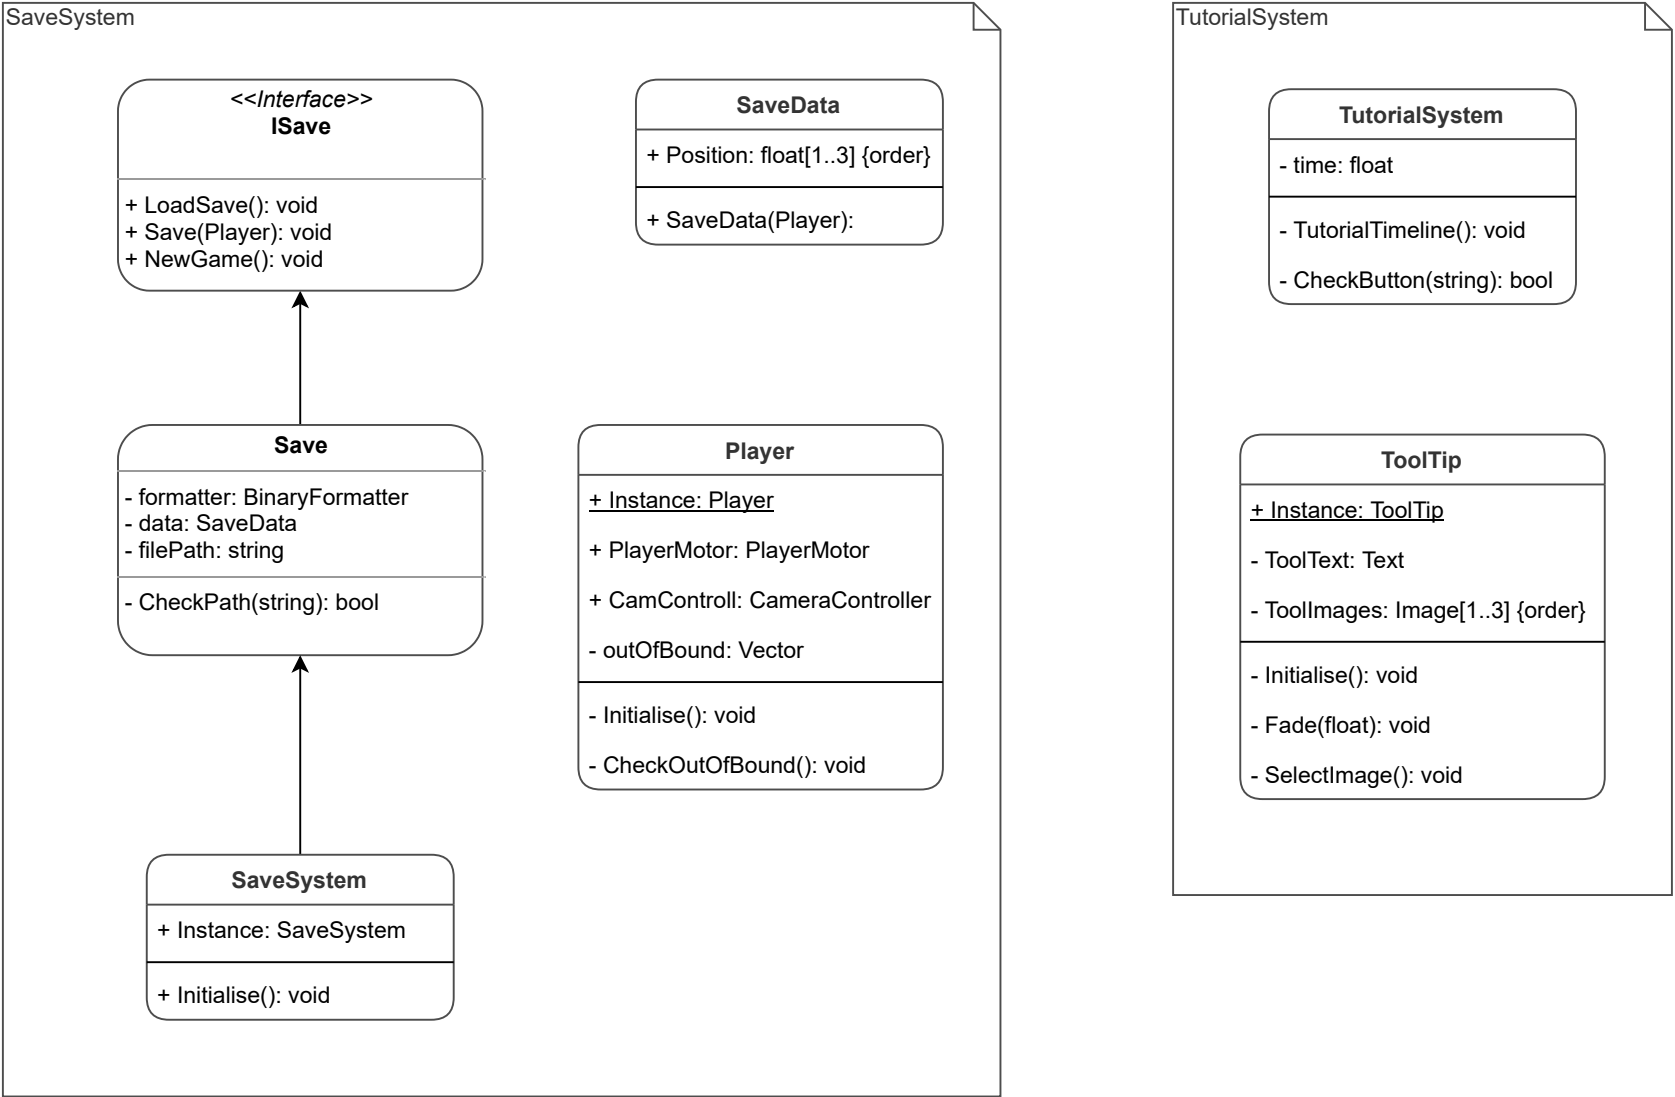 SaveSystem
<<Interface>>
ISave
+ LoadSave(): void
+ Save(Player): void
+ NewGame(): void
SaveData
+ Position: float[1..3] {order}
+ SaveData(Player):
Save
- formatter: BinaryFormatter
- data: SaveData
- filePath: string
- CheckPath(string): bool
Player
+ Instance: Player
+ PlayerMotor: PlayerMotor
+ CamControll: CameraController
- outOfBound: Vector
- Initialise(): void
- CheckOutOfBound(): void
SaveSystem
+ Instance: SaveSystem
+ Initialise(): void
TutorialSystem
TutorialSystem
- time: float
- TutorialTimeline(): void
- CheckButton(string): bool
ToolTip
+ Instance: ToolTip
- ToolText: Text
- ToolImages: Image[1..3] {order}
- Initialise(): void
- Fade(float): void
- SelectImage(): void